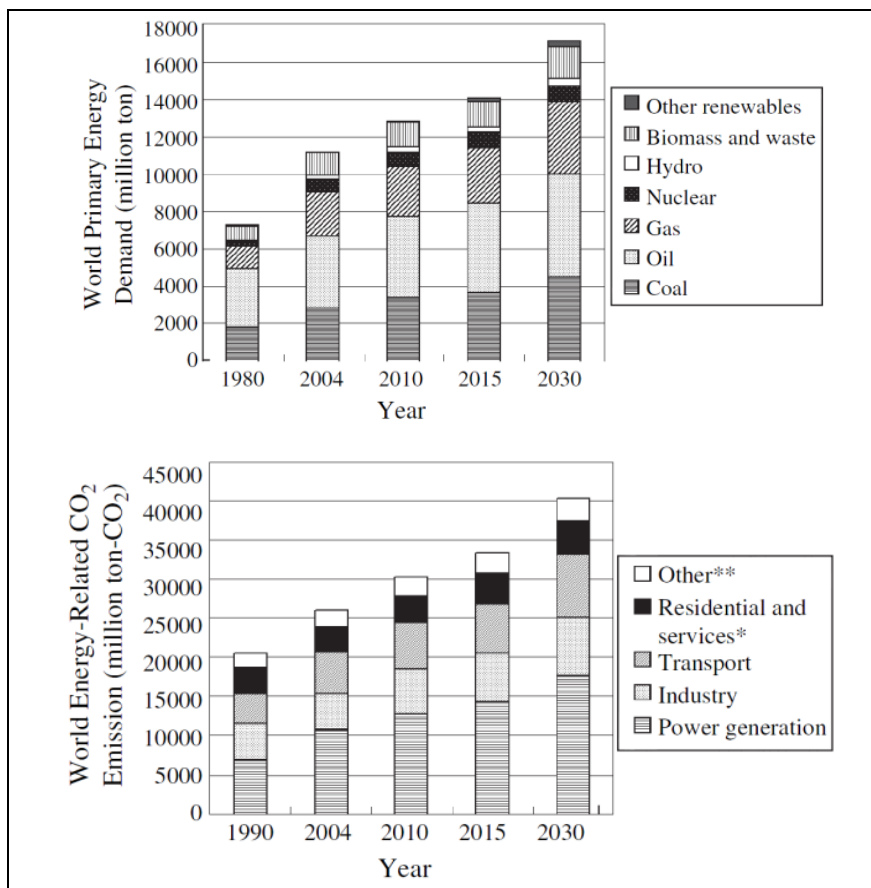 World Primary Energy
Demand (million ton)
18000
16000
14000
12000
10000
8000
6000
4000
2000
0
1980 2004 2010 2015 2030
Year
Other renewables
Biomass and waste
Hydro
Nuclear
Gas
Oil
Coal
World Energy-Related CO₂
Emission (million ton-CO₂)
45000
40000
35000
30000
25000
20000
15000
10000
5000
0
1990 2004 2010 2015 2030
Year
Other**
Residential and
services*
Transport
Industry
Power generation